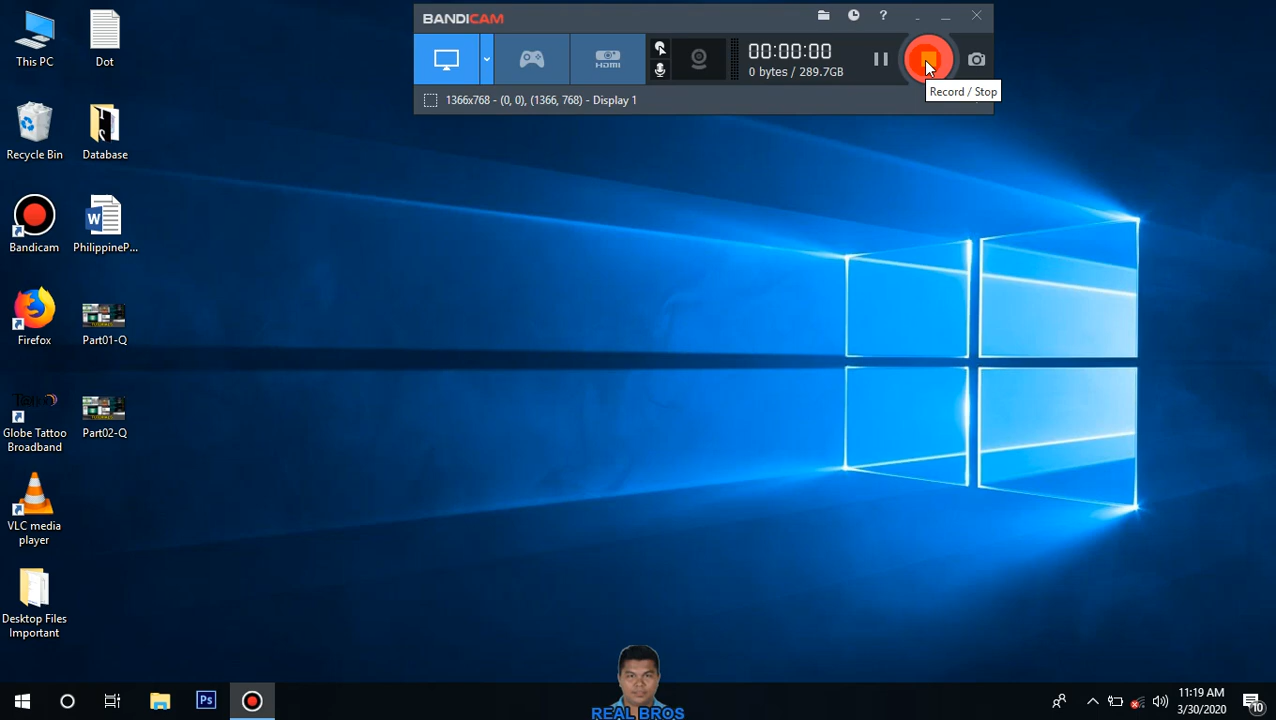 BANDICAM
?
HDMI
00:00:00
0 bytes / 289.7GB
Record / Stop
1366x768 - (0, 0), (1366, 768) - Display 1
This PC
Dot
Recycle Bin
Database
Bandicam
W
PhilippineP...
Firefox
Part01-Q
Globe Tattoo
Broadband
Part02-Q
VLC media
player
Desktop Files
Important
REAL BROS
Ps
11:19 AM
3/30/2020
10